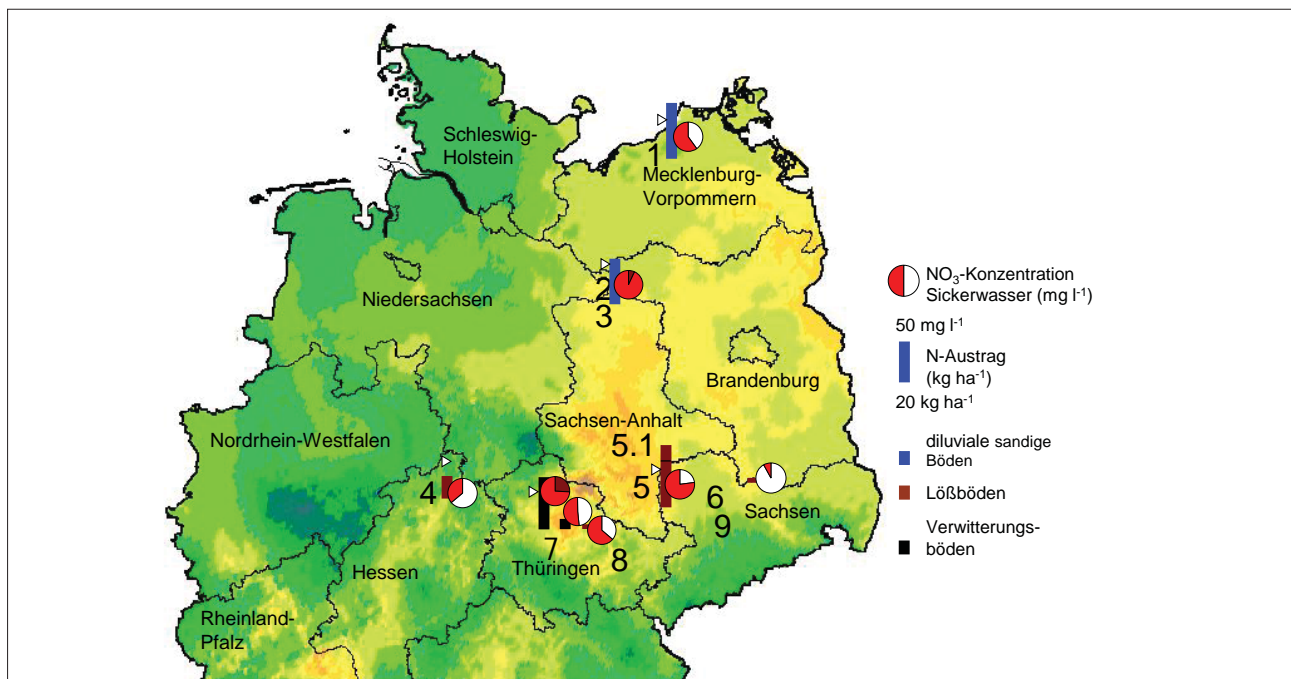 Schleswig-
Holstein
1
Mecklenburg-
Vorpommern
Niedersachsen
2
3
Brandenburg
Nordrhein-Westfalen
Sachsen-Anhalt
5.1
4
5
6
9
Sachsen
7
Thüringen
8
Hessen
Rheinland-
Pfalz
NO₃-Konzentration
Sickerwasser (mg l⁻¹)
50 mg l⁻¹
N-Austrag
(kg ha⁻¹)
20 kg ha⁻¹
diluviale sandige
Böden
Lößböden
Verwitterungs-
böden